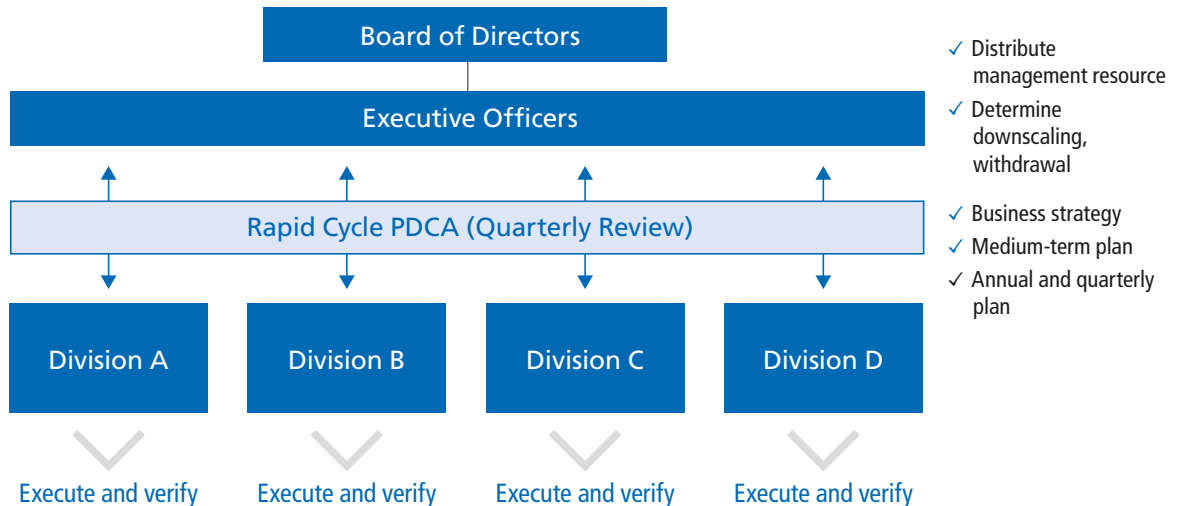 Board of Directors
Executive Officers
✓ Distribute
management resource
✓ Determine
downscaling,
withdrawal
Rapid Cycle PDCA (Quarterly Review)
✓ Business strategy
✓ Medium-term plan
✓ Annual and quarterly
plan
Division A
Division B
Division C
Division D
Execute and verify
Execute and verify
Execute and verify
Execute and verify